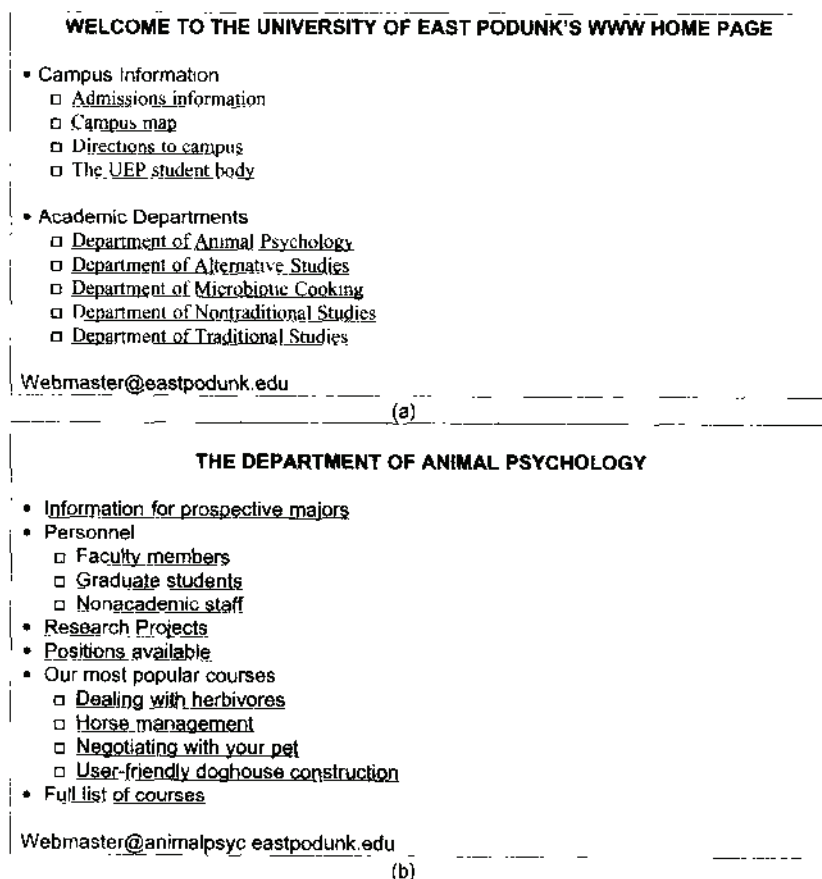 WELCOME TO THE UNIVERSITY OF EAST PODUNK'S WWW HOME PAGE
• Campus Information
□ Admissions information
□ Campus map
□ Directions to campus
□ The UEP student body
• Academic Departments
□ Department of Animal Psychology
□ Department of Alternative Studies
□ Department of Microbiotic Cooking
□ Department of Nontraditional Studies
□ Department of Traditional Studies
Webmaster@eastpodunk.edu
(a)
THE DEPARTMENT OF ANIMAL PSYCHOLOGY
• Information for prospective majors
• Personnel
□ Faculty members
□ Graduate students
□ Nonacademic staff
• Research Projects
• Positions available
• Our most popular courses
□ Dealing with herbivores
□ Horse management
□ Negotiating with your pet
□ User-friendly doghouse construction
• Full list of courses
Webmaster@animalpsyc eastpodunk.edu
(b)